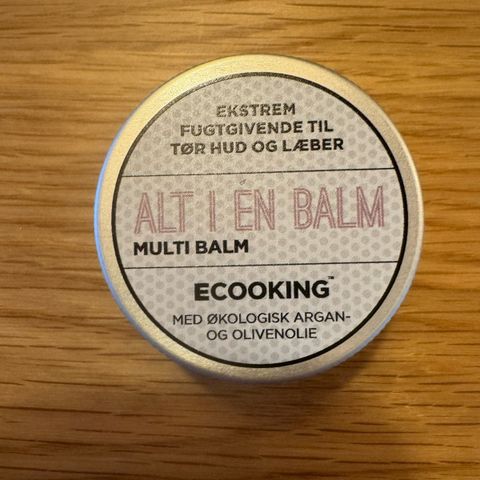 EKSTREM
FUGTGIVENDE TIL
TØR HUD OG LÆBER
ALT I ÉN BALM
MULTI BALM
ECOOKING™
MED ØKOLOGISK ARGAN-
OG OLIVENOLIE